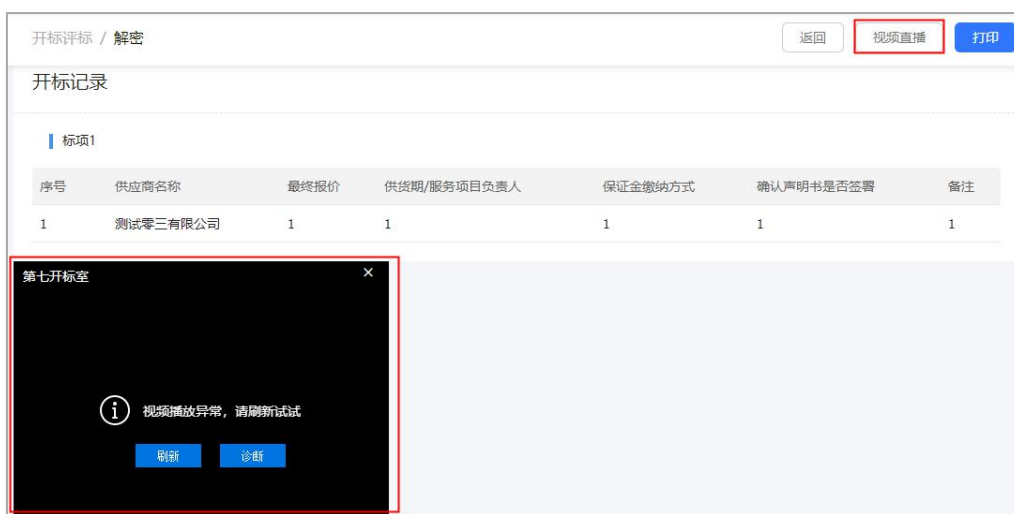 开标评标 / 解密 返回 视频直播 打印
开标记录
标项1
序号 供应商名称 最终报价 供货期/服务项目负责人 保证金缴纳方式 确认声明书是否签署 备注
1 测试零三有限公司 1 1 1 1 1
第七开标室 ×
视频播放异常，请刷新试试
刷新 诊断